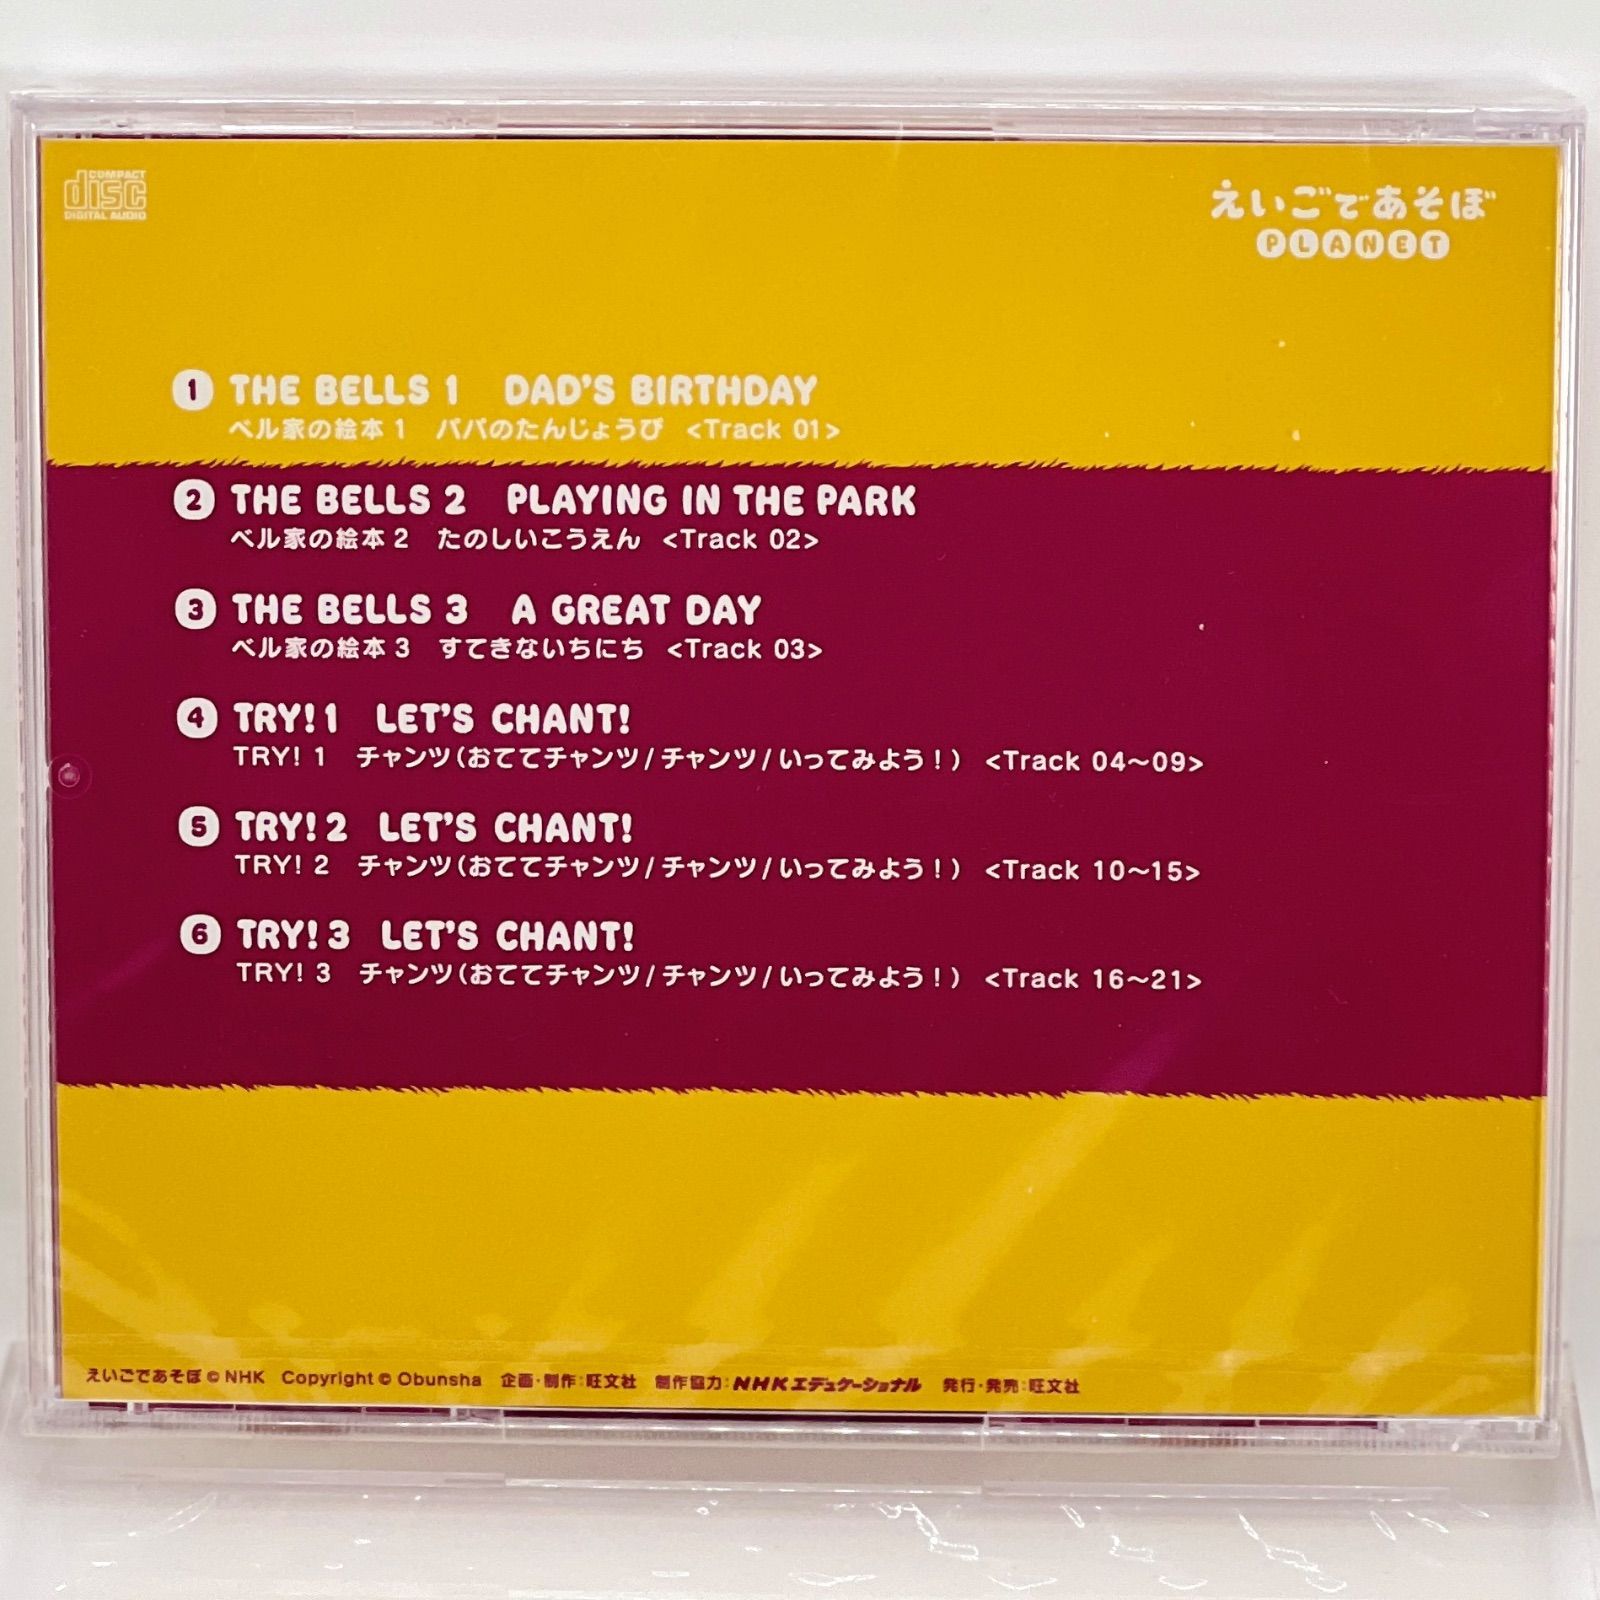 COMPACT
disc
DIGITAL AUDIO
えいごであそぼ
PLANET
1 THE BELLS 1 DAD'S BIRTHDAY
ベル家の絵本1 パパのたんじょうび <Track 01>
2 THE BELLS 2 PLAYING IN THE PARK
ベル家の絵本2 たのしいこうえん <Track 02>
3 THE BELLS 3 A GREAT DAY
ベル家の絵本3 すてきないちにち <Track 03>
4 TRY! 1 LET'S CHANT!
TRY! 1 チャンツ(おててチャンツ/チャンツ/いってみよう!) <Track 04〜09>
5 TRY! 2 LET'S CHANT!
TRY! 2 チャンツ(おててチャンツ/チャンツ/いってみよう!) <Track 10〜15>
6 TRY! 3 LET'S CHANT!
TRY! 3 チャンツ(おててチャンツ/チャンツ/いってみよう!) <Track 16〜21>
えいごであそぼ © NHK Copyright © Obunsha 企画・制作:旺文社 制作協力:NHKエデュケーショナル 発行・発売:旺文社